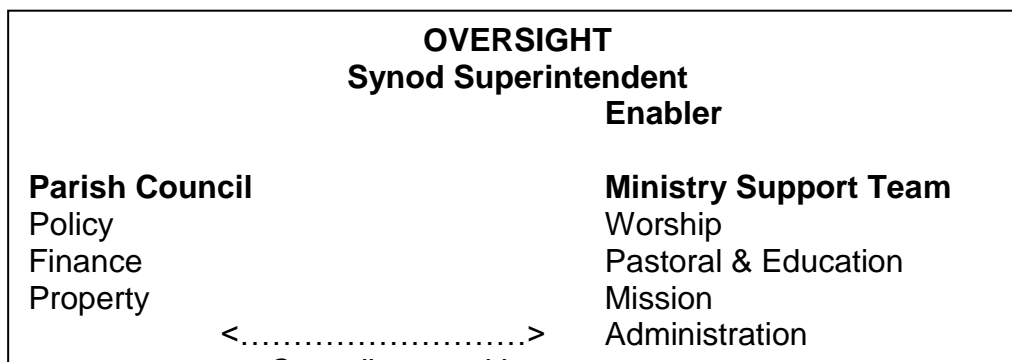 OVERSIGHT
Synod Superintendent
Enabler
Parish Council Ministry Support Team
Policy Worship
Finance Pastoral & Education
Property Mission
<………………………> Administration